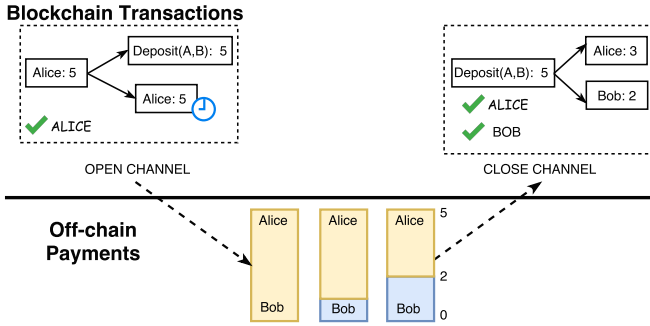 Blockchain Transactions
Alice: 5
Deposit(A,B): 5
Alice: 5
ALICE
OPEN CHANNEL
Deposit(A,B): 5
Alice: 3
Bob: 2
ALICE
BOB
CLOSE CHANNEL
Off-chain
Payments
Alice
Bob
Alice
Bob
Alice
Bob
5
2
0